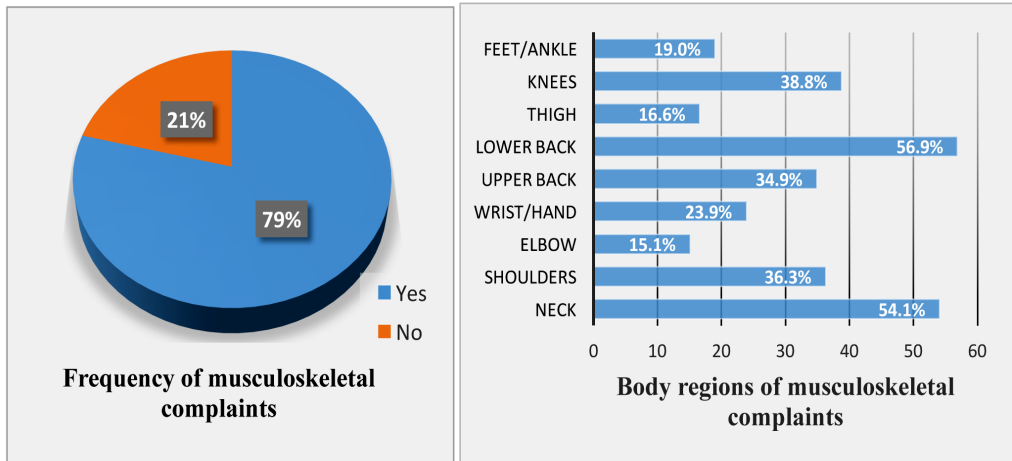 21%
79%
Yes
No
Frequency of musculoskeletal
complaints
FEET/ANKLE 19.0%
KNEES 38.8%
THIGH 16.6%
LOWER BACK 56.9%
UPPER BACK 34.9%
WRIST/HAND 23.9%
ELBOW 15.1%
SHOULDERS 36.3%
NECK 54.1%
0 10 20 30 40 50 60
Body regions of musculoskeletal
complaints